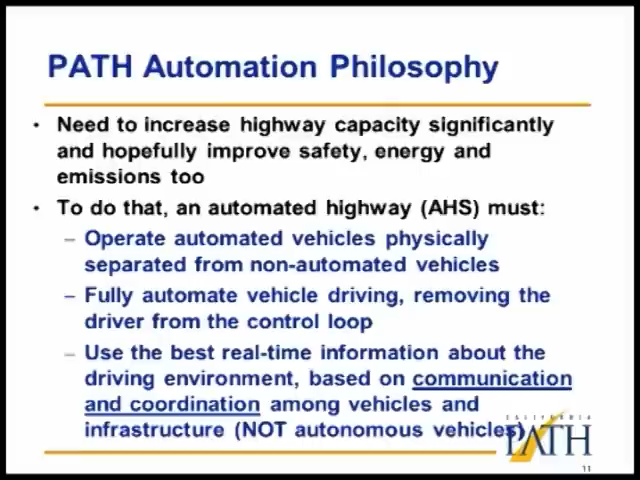 PATH Automation Philosophy
• Need to increase highway capacity significantly
and hopefully improve safety, energy and
emissions too
• To do that, an automated highway (AHS) must:
– Operate automated vehicles physically
separated from non-automated vehicles
– Fully automate vehicle driving, removing the
driver from the control loop
– Use the best real-time information about the
driving environment, based on communication
and coordination among vehicles and
infrastructure (NOT autonomous vehicles)
CALIFORNIA
PATH
11